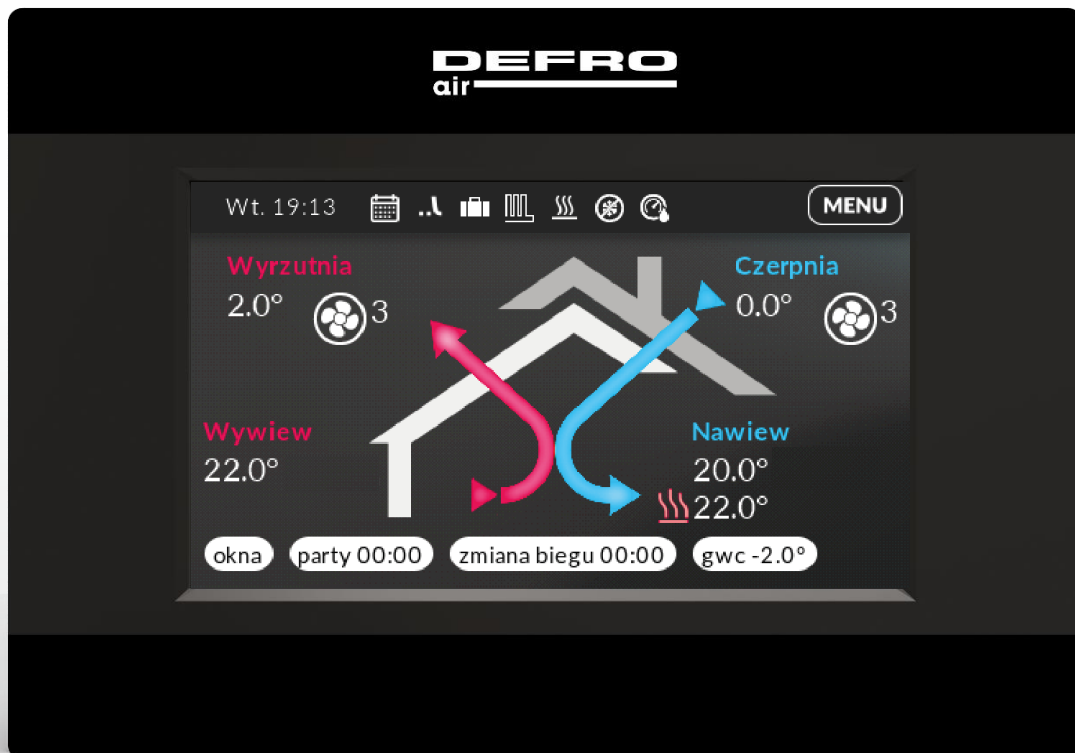 DEFRO
air
Wt. 19:13
MENU
Wyrzutnia
2.0°
3
Czerpnia
0.0°
3
Wywiew
22.0°
Nawiew
20.0°
22.0°
okna
party 00:00
zmiana biegu 00:00
gwc -2.0°